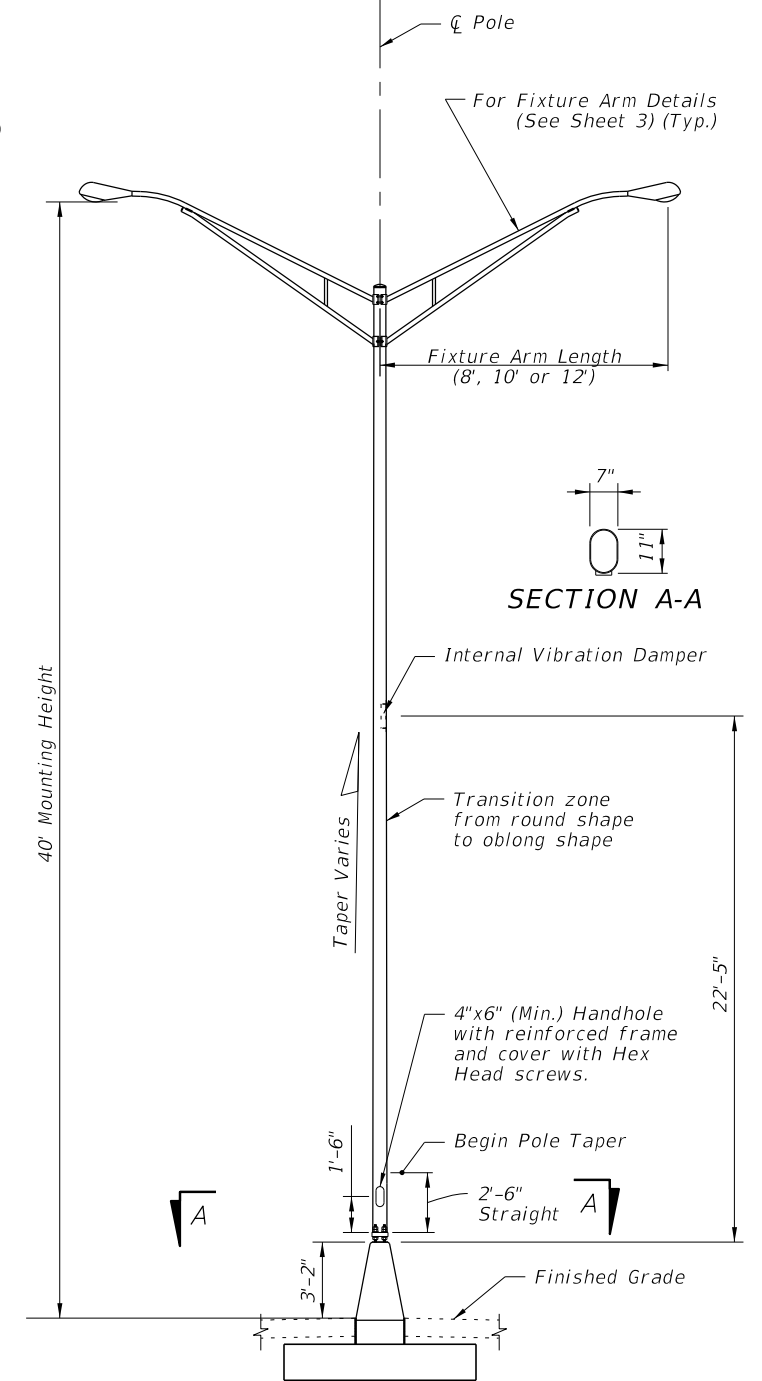 ℄ Pole
For Fixture Arm Details
(See Sheet 3) (Typ.)
Fixture Arm Length
(8', 10' or 12')
7"
11"
SECTION A-A
Internal Vibration Damper
40' Mounting Height
Transition zone
from round shape
to oblong shape
Taper Varies
22'-5"
4"x6" (Min.) Handhole
with reinforced frame
and cover with Hex
Head screws.
1'-6"
Begin Pole Taper
2'-6"
Straight
A
A
3'-2"
Finished Grade